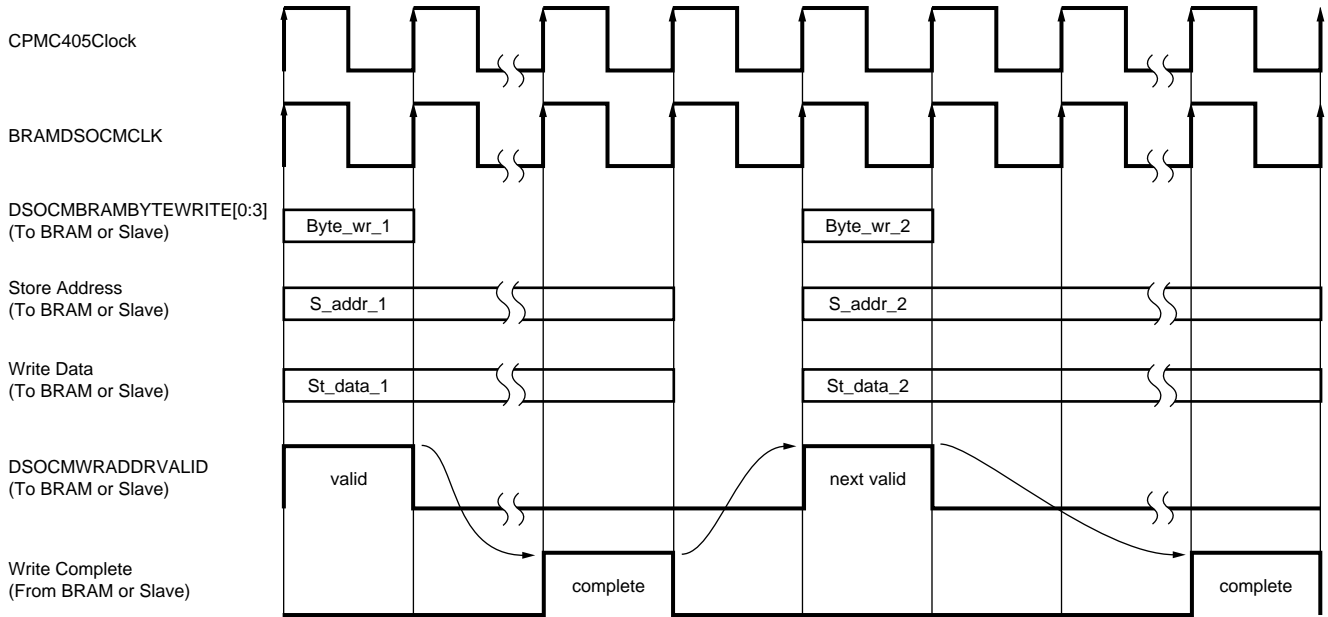 CPMC405Clock
BRAMDSOCMCLK
DSOCMBRAMBYTEWRITE[0:3]
(To BRAM or Slave)
Byte_wr_1
Byte_wr_2
Store Address
(To BRAM or Slave)
S_addr_1
S_addr_2
Write Data
(To BRAM or Slave)
St_data_1
St_data_2
DSOCMWRADDRVALID
(To BRAM or Slave)
valid
next valid
Write Complete
(From BRAM or Slave)
complete
complete